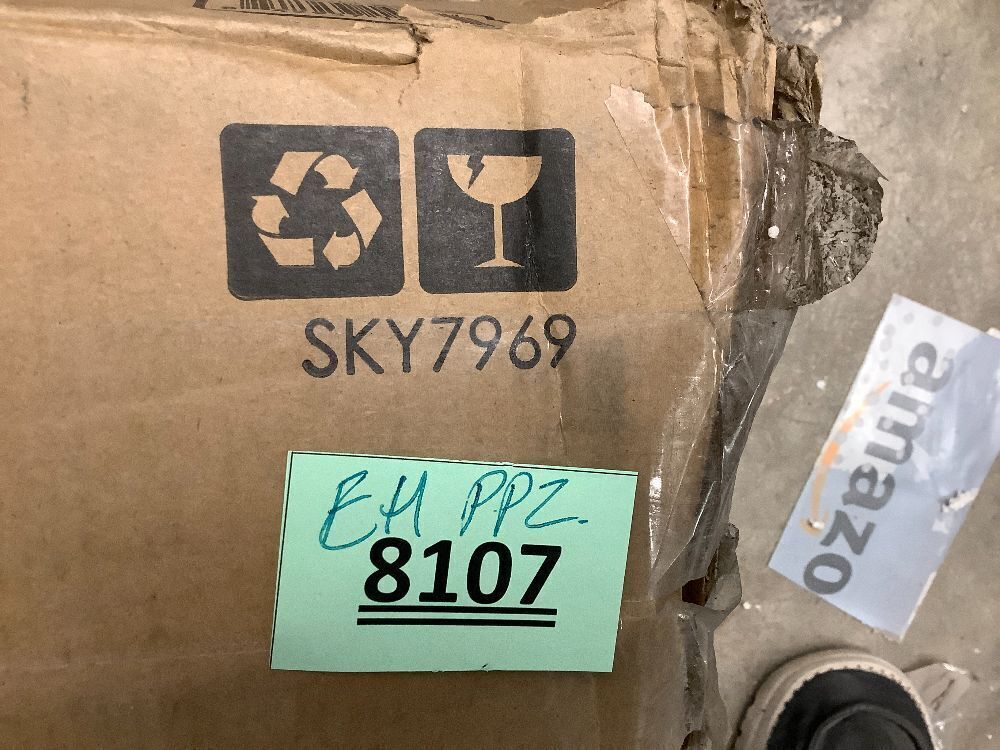 SKY7969
EH PPZ.
8107
amazo